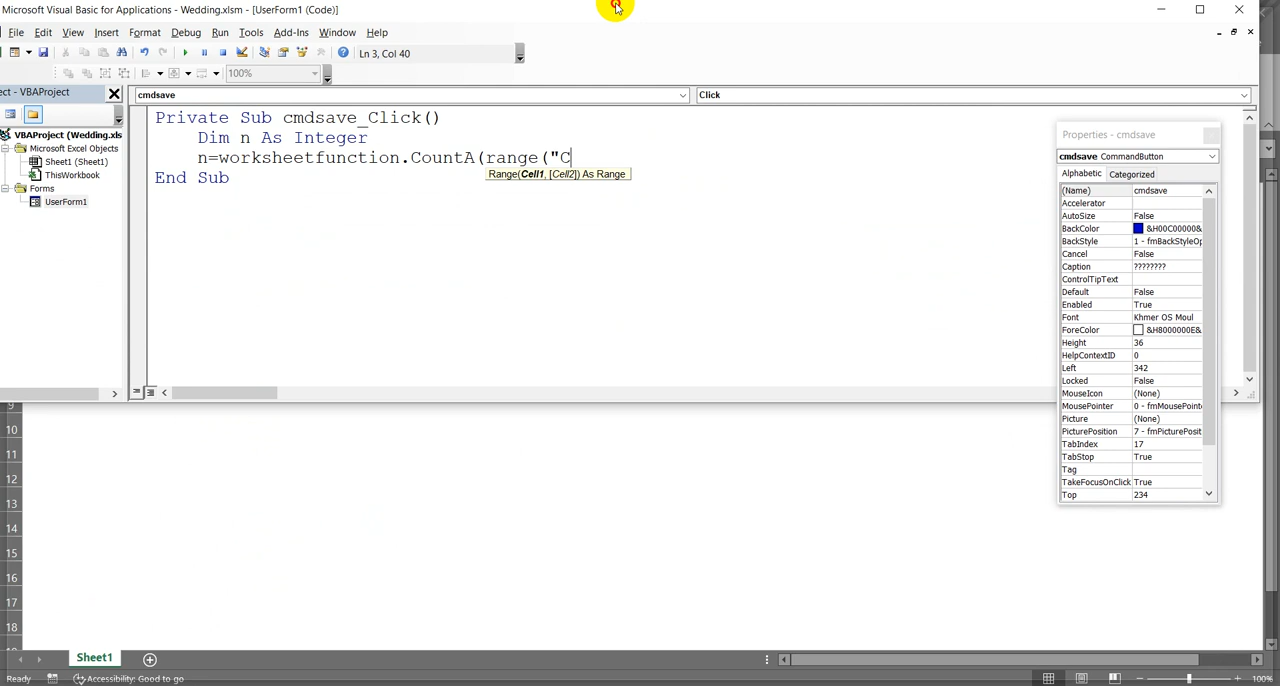 Microsoft Visual Basic for Applications - Wedding.xlsm - [UserForm1 (Code)]
File Edit View Insert Format Debug Run Tools Add-Ins Window Help
Ln 3, Col 40
100%
ect - VBAProject
cmdsave
Click
Private Sub cmdsave_Click()
Dim n As Integer
n=worksheetfunction.CountA(range("C
Range(Cell1, [Cell2]) As Range
End Sub
VBAProject (Wedding.xls
Microsoft Excel Objects
Sheet1 (Sheet1)
ThisWorkbook
Forms
UserForm1
Properties - cmdsave
cmdsave CommandButton
Alphabetic Categorized
(Name) cmdsave
Accelerator
AutoSize False
BackColor &H00C00000&
BackStyle 1 - fmBackStyleOp
Cancel False
Caption ????????
ControlTipText
Default False
Enabled True
Font Khmer OS Moul
ForeColor &H8000000E&
Height 36
HelpContextID 0
Left 342
Locked False
MouseIcon (None)
MousePointer 0 - fmMousePoint
Picture (None)
PicturePosition 7 - fmPicturePosit
TabIndex 17
TabStop True
Tag
TakeFocusOnClick True
Top 234
9
10
11
12
13
14
15
16
17
18
Sheet1
Ready
Accessibility: Good to go
100%